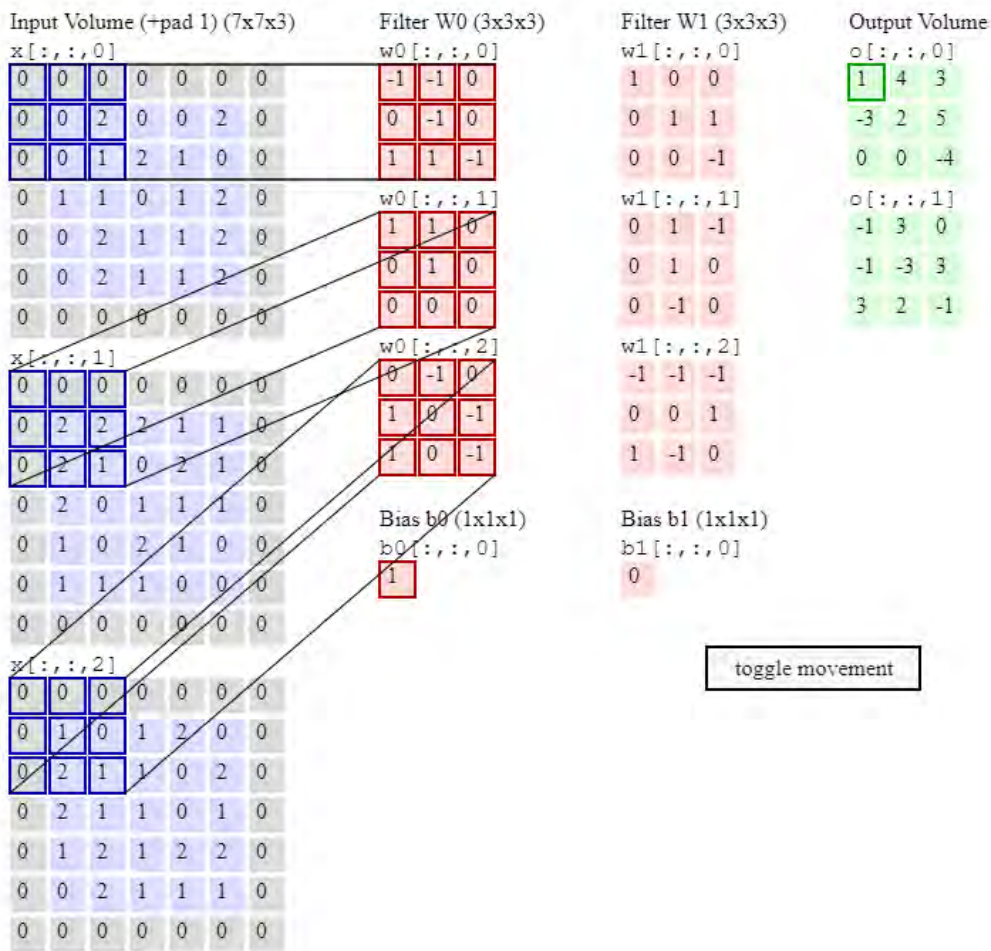 Input Volume (+pad 1) (7x7x3)
x[:,:,0]
0 0 0 0 0 0 0
0 0 2 0 0 2 0
0 0 1 2 1 0 0
0 1 1 0 1 2 0
0 0 2 1 1 2 0
0 0 2 1 1 2 0
0 0 0 0 0 0 0
x[:,:,1]
0 0 0 0 0 0 0
0 2 2 2 1 1 0
0 2 1 0 2 1 0
0 2 0 1 1 1 0
0 1 0 2 1 0 0
0 1 1 1 0 0 0
0 0 0 0 0 0 0
x[:,:,2]
0 0 0 0 0 0 0
0 1 0 1 2 0 0
0 2 1 1 0 2 0
0 2 1 1 0 1 0
0 1 2 1 2 2 0
0 0 2 1 1 1 0
0 0 0 0 0 0 0
Filter W0 (3x3x3)
w0[:,:,0]
-1 -1 0
0 -1 0
1 1 -1
w0[:,:,1]
1 1 0
0 1 0
0 0 0
w0[:,:,2]
0 -1 0
1 0 -1
1 0 -1
Bias b0 (1x1x1)
b0[:,:,0]
1
Filter W1 (3x3x3)
w1[:,:,0]
1 0 0
0 1 1
0 0 -1
w1[:,:,1]
0 1 -1
0 1 0
0 -1 0
w1[:,:,2]
-1 -1 -1
0 0 1
1 -1 0
Bias b1 (1x1x1)
b1[:,:,0]
0
Output Volume
o[:,:,0]
1 4 3
-3 2 5
0 0 -4
o[:,:,1]
-1 3 0
-1 -3 3
3 2 -1
toggle movement